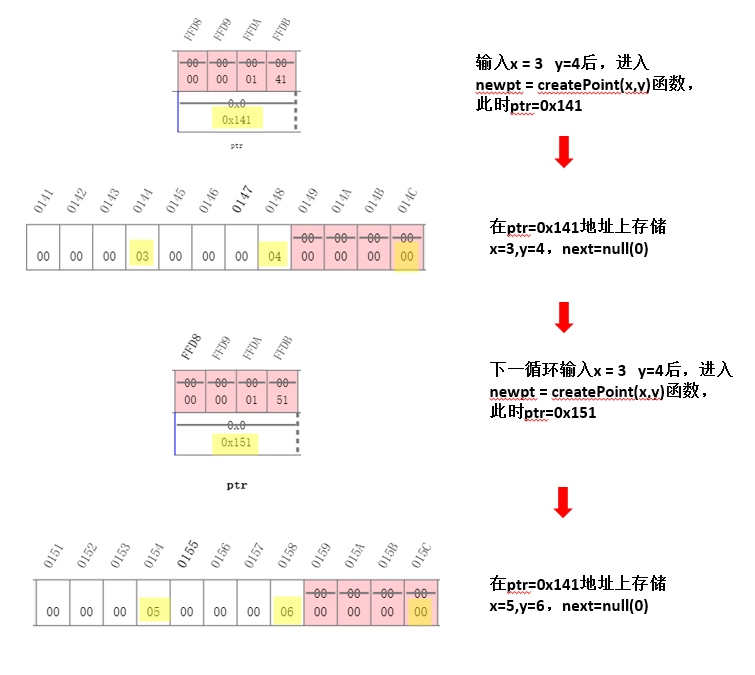 FFD8 FFD9 FFDA FFDB
00 00 00 00
00 00 01 41
0x0
0x141
ptr
输入x = 3 y=4后，进入
newpt = createPoint(x,y)函数，
此时ptr=0x141
0141 0142 0143 0144 0145 0146 0147 0148 0149 014A 014B 014C
00 00 00 00
00 00 00 03 00 00 00 04 00 00 00 00
在ptr=0x141地址上存储
x=3,y=4，next=null(0)
FFD8 FFD9 FFDA FFDB
00 00 00 00
00 00 01 51
0x0
0x151
ptr
下一循环输入x = 3 y=4后，进入
newpt = createPoint(x,y)函数，
此时ptr=0x151
0151 0152 0153 0154 0155 0156 0157 0158 0159 015A 015B 015C
00 00 00 00
00 00 00 05 00 00 00 06 00 00 00 00
在ptr=0x141地址上存储
x=5,y=6，next=null(0)